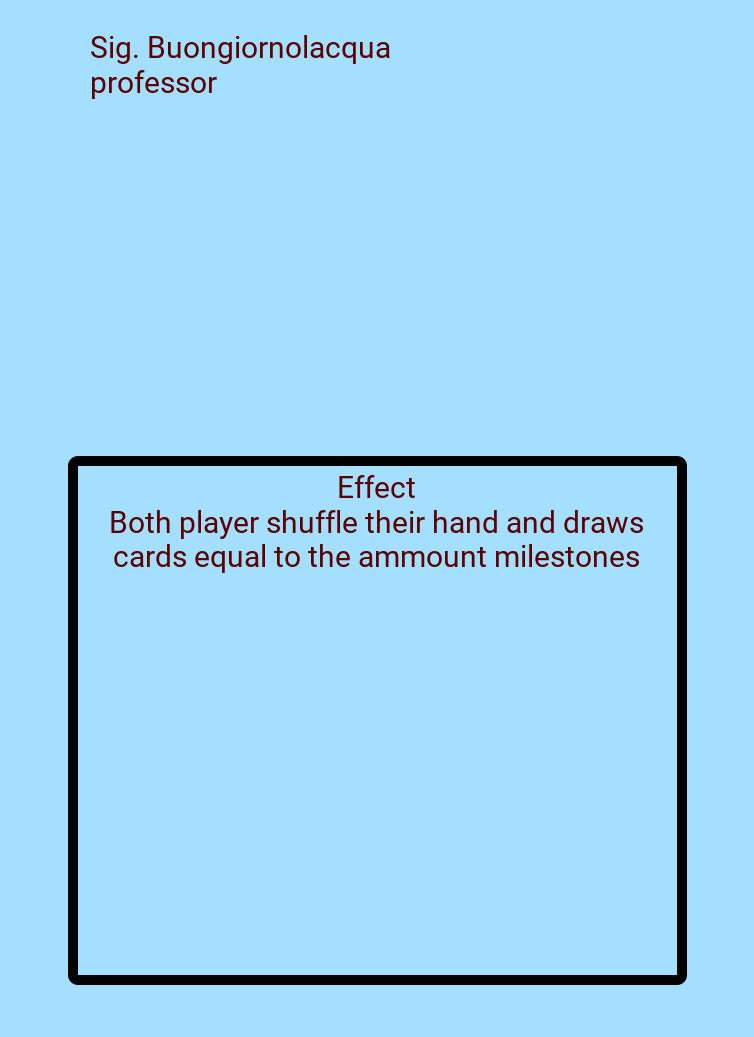 Sig. Buongiornolacqua
professor
Effect
Both player shuffle their hand and draws
cards equal to the ammount milestones